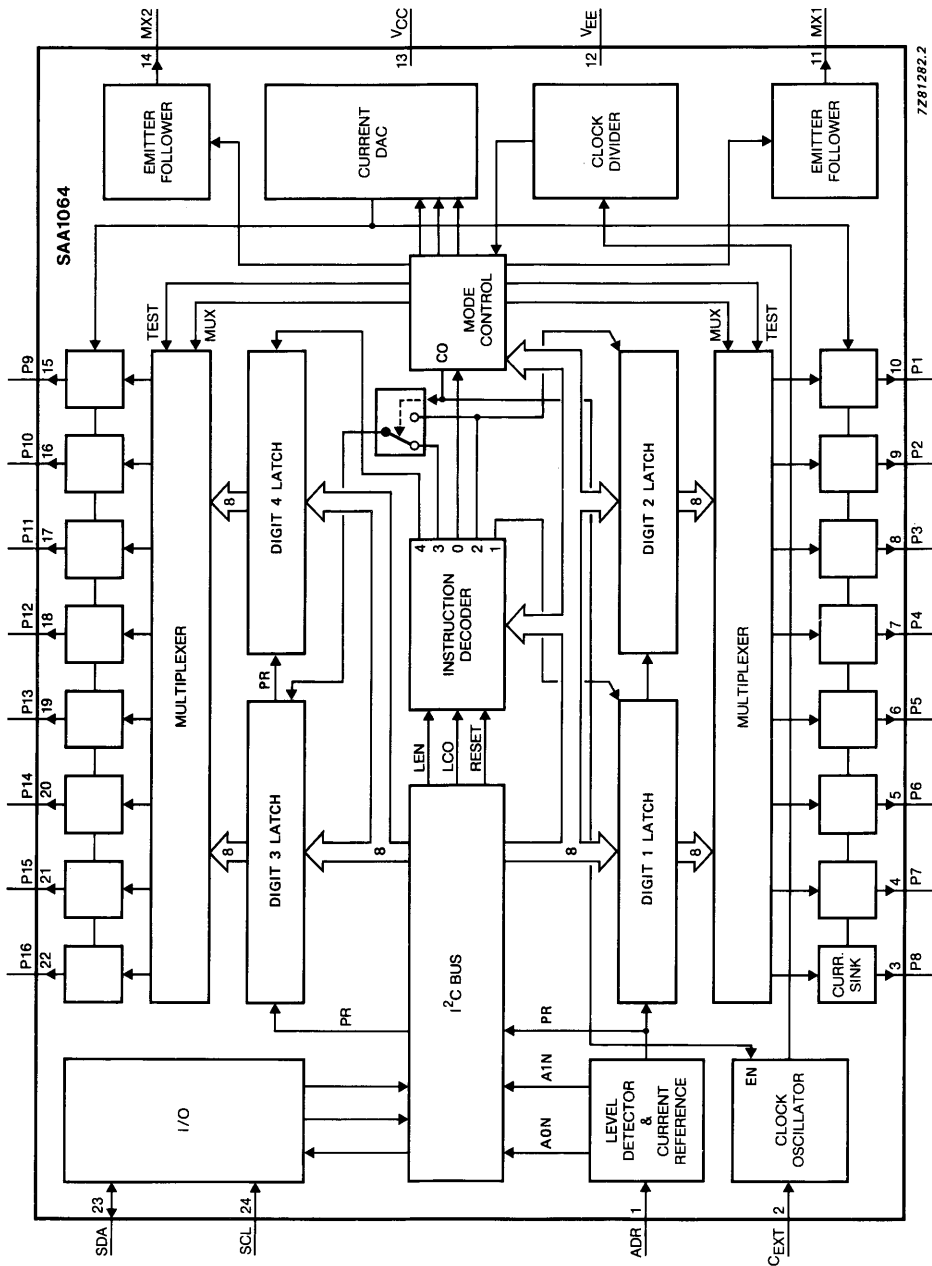 SAA1064
P16
P15
P14
P13
P12
P11
P10
P9
22
21
20
19
18
17
16
15
14 MX2
EMITTER
FOLLOWER
MULTIPLEXER
TEST
MUX
SDA 23
SCL 24
I/O
8
8
DIGIT 3 LATCH
PR
DIGIT 4 LATCH
CURRENT
DAC
13 VCC
PR
8
I²C BUS
LEN
LCO
RESET
INSTRUCTION
DECODER
4
3
0
2
1
CO
MODE
CONTROL
12 VEE
CLOCK
DIVIDER
A0N
A1N
PR
8
ADR 1
LEVEL
DETECTOR
&
CURRENT
REFERENCE
DIGIT 1 LATCH
DIGIT 2 LATCH
8
8
MUX
TEST
MULTIPLEXER
CEXT 2
EN
CLOCK
OSCILLATOR
CURR.
SINK
EMITTER
FOLLOWER
11 MX1
3
4
5
6
7
8
9
10
P8
P7
P6
P5
P4
P3
P2
P1
7Z81282.2